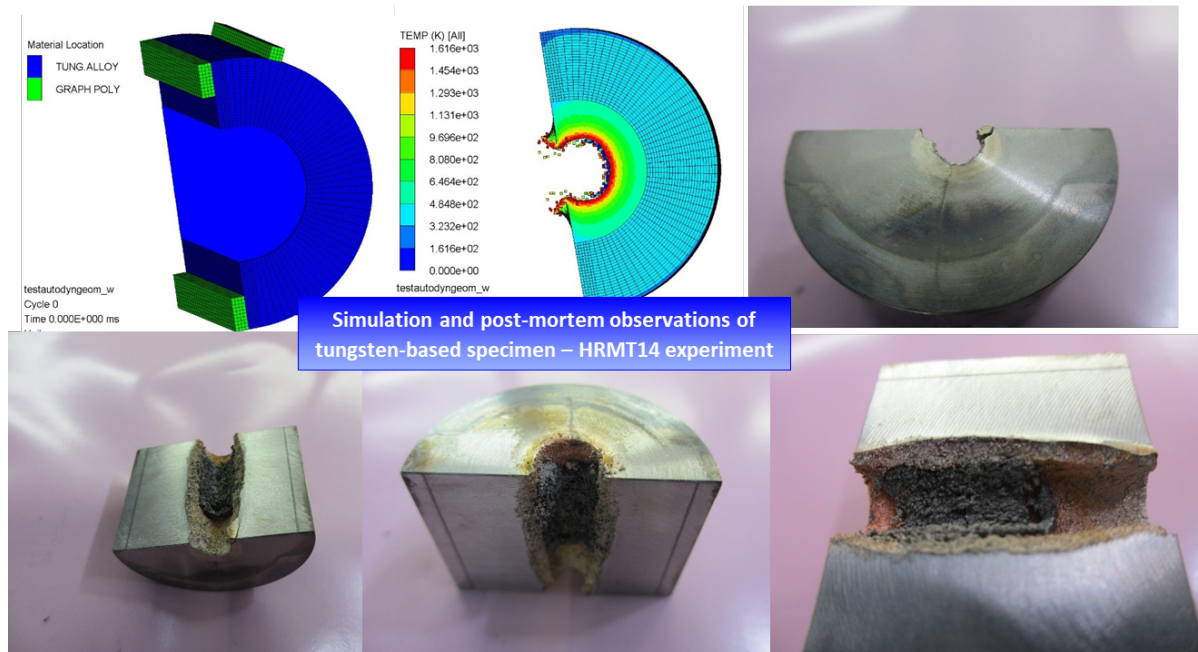 Material Location
TUNG.ALLOY
GRAPH POLY
testautodyngeom_w
Cycle 0
Time 0.000E+000 ms
TEMP (K) [All]
1.616e+03
1.454e+03
1.293e+03
1.131e+03
9.696e+02
8.080e+02
6.464e+02
4.848e+02
3.232e+02
1.616e+02
0.000e+00
testautodyngeom_w
Simulation and post-mortem observations of
tungsten-based specimen – HRMT14 experiment